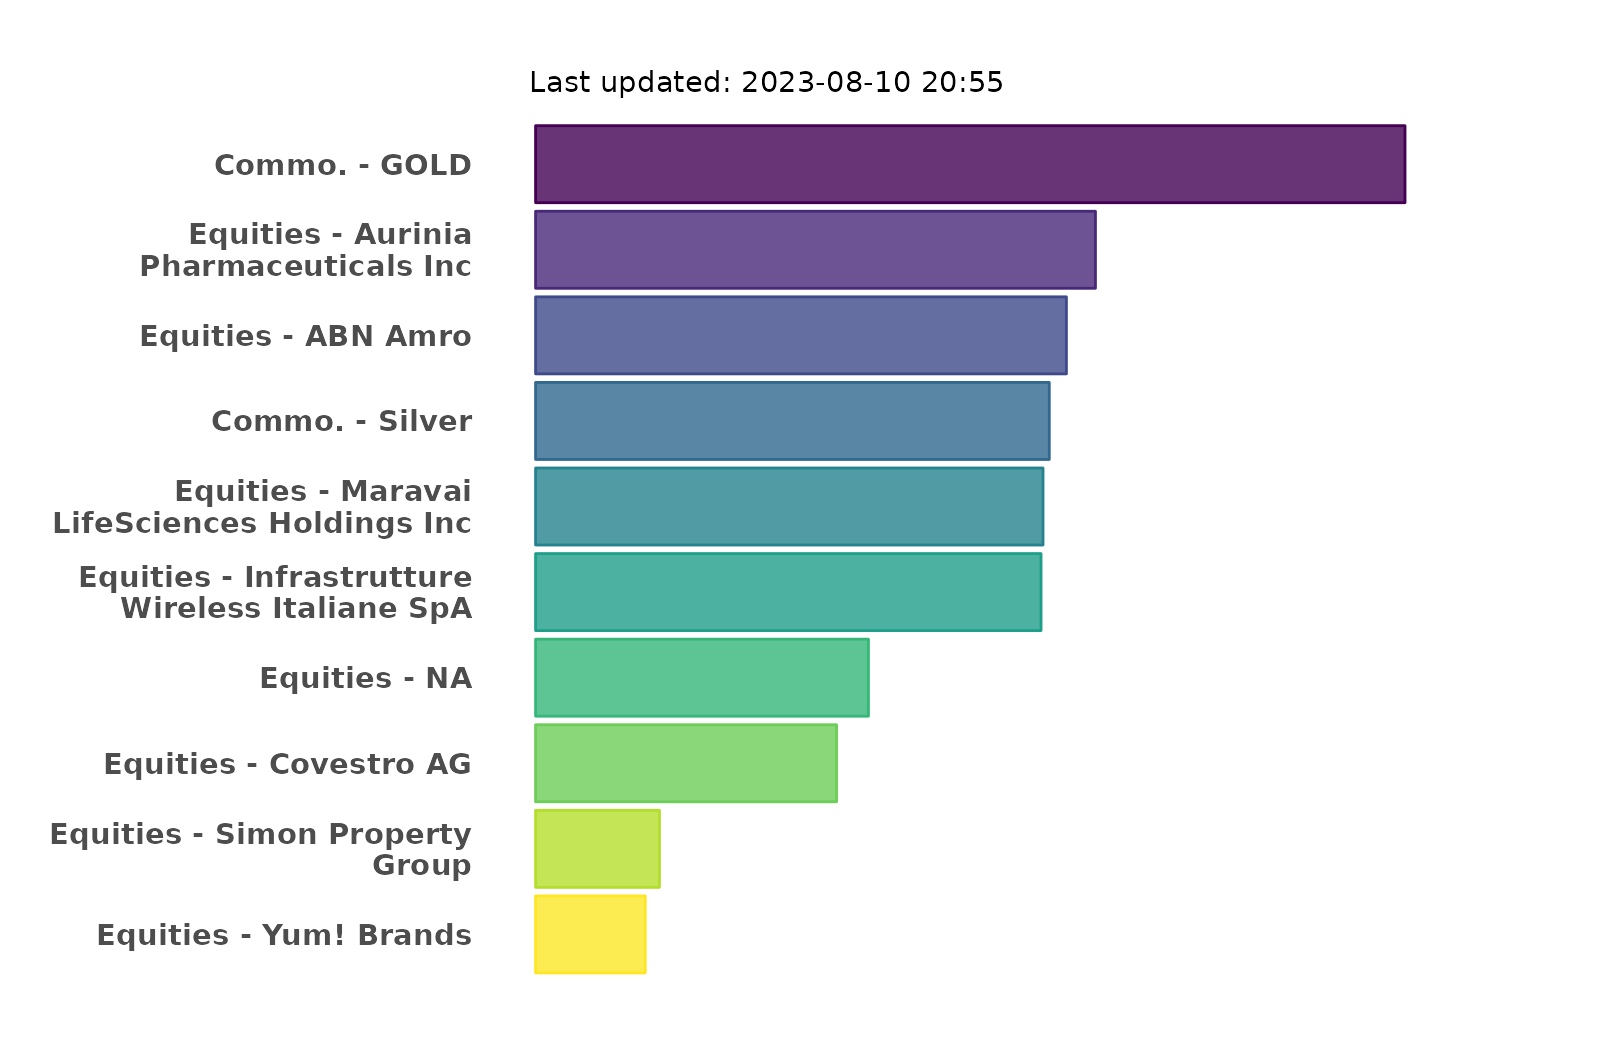 Last updated: 2023-08-10 20:55
Commo. - GOLD
Equities - Aurinia
Pharmaceuticals Inc
Equities - ABN Amro
Commo. - Silver
Equities - Maravai
LifeSciences Holdings Inc
Equities - Infrastrutture
Wireless Italiane SpA
Equities - NA
Equities - Covestro AG
Equities - Simon Property
Group
Equities - Yum! Brands